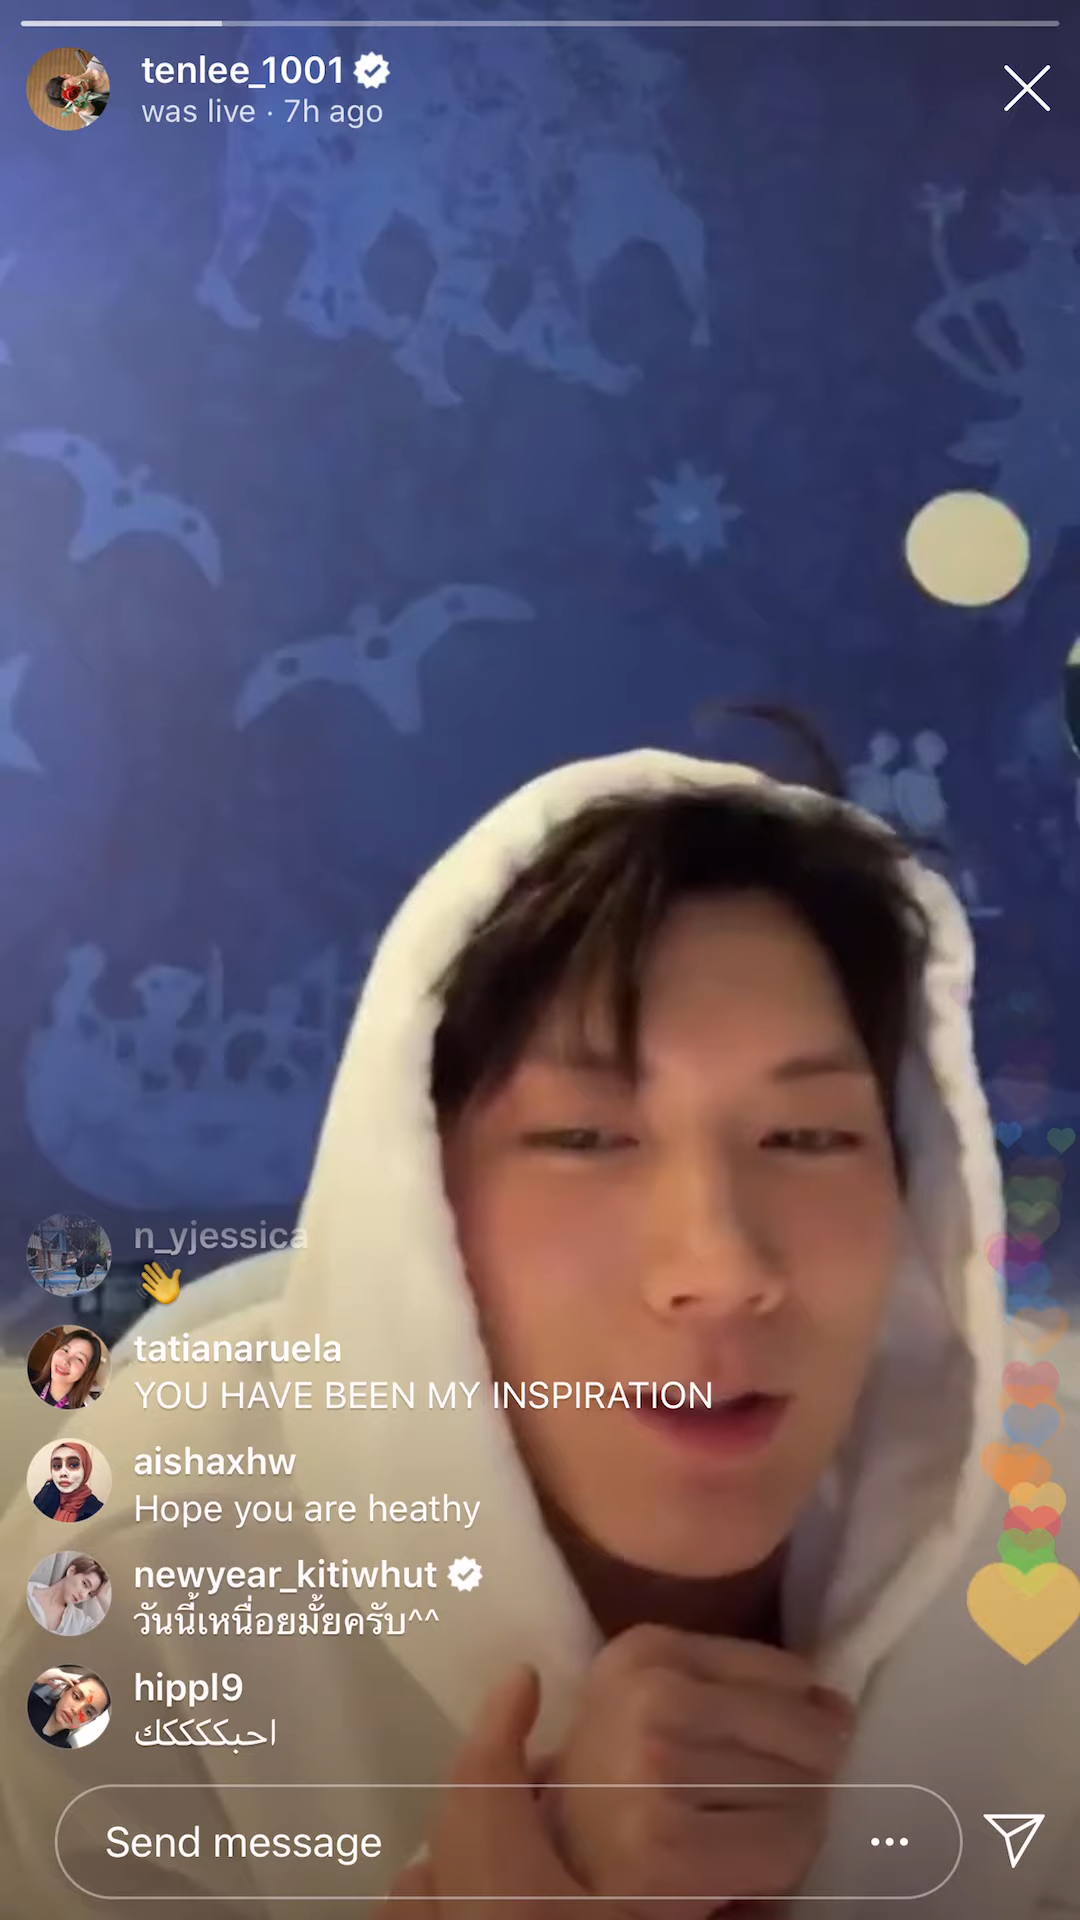 tenlee_1001
was live · 7h ago
n_yjessica
👋
tatianaruela
YOU HAVE BEEN MY INSPIRATION
aishaxhw
Hope you are heathy
newyear_kitiwhut
วันนี้เหนื่อยมั้ยครับ^^
hippl9
احبككككك
Send message